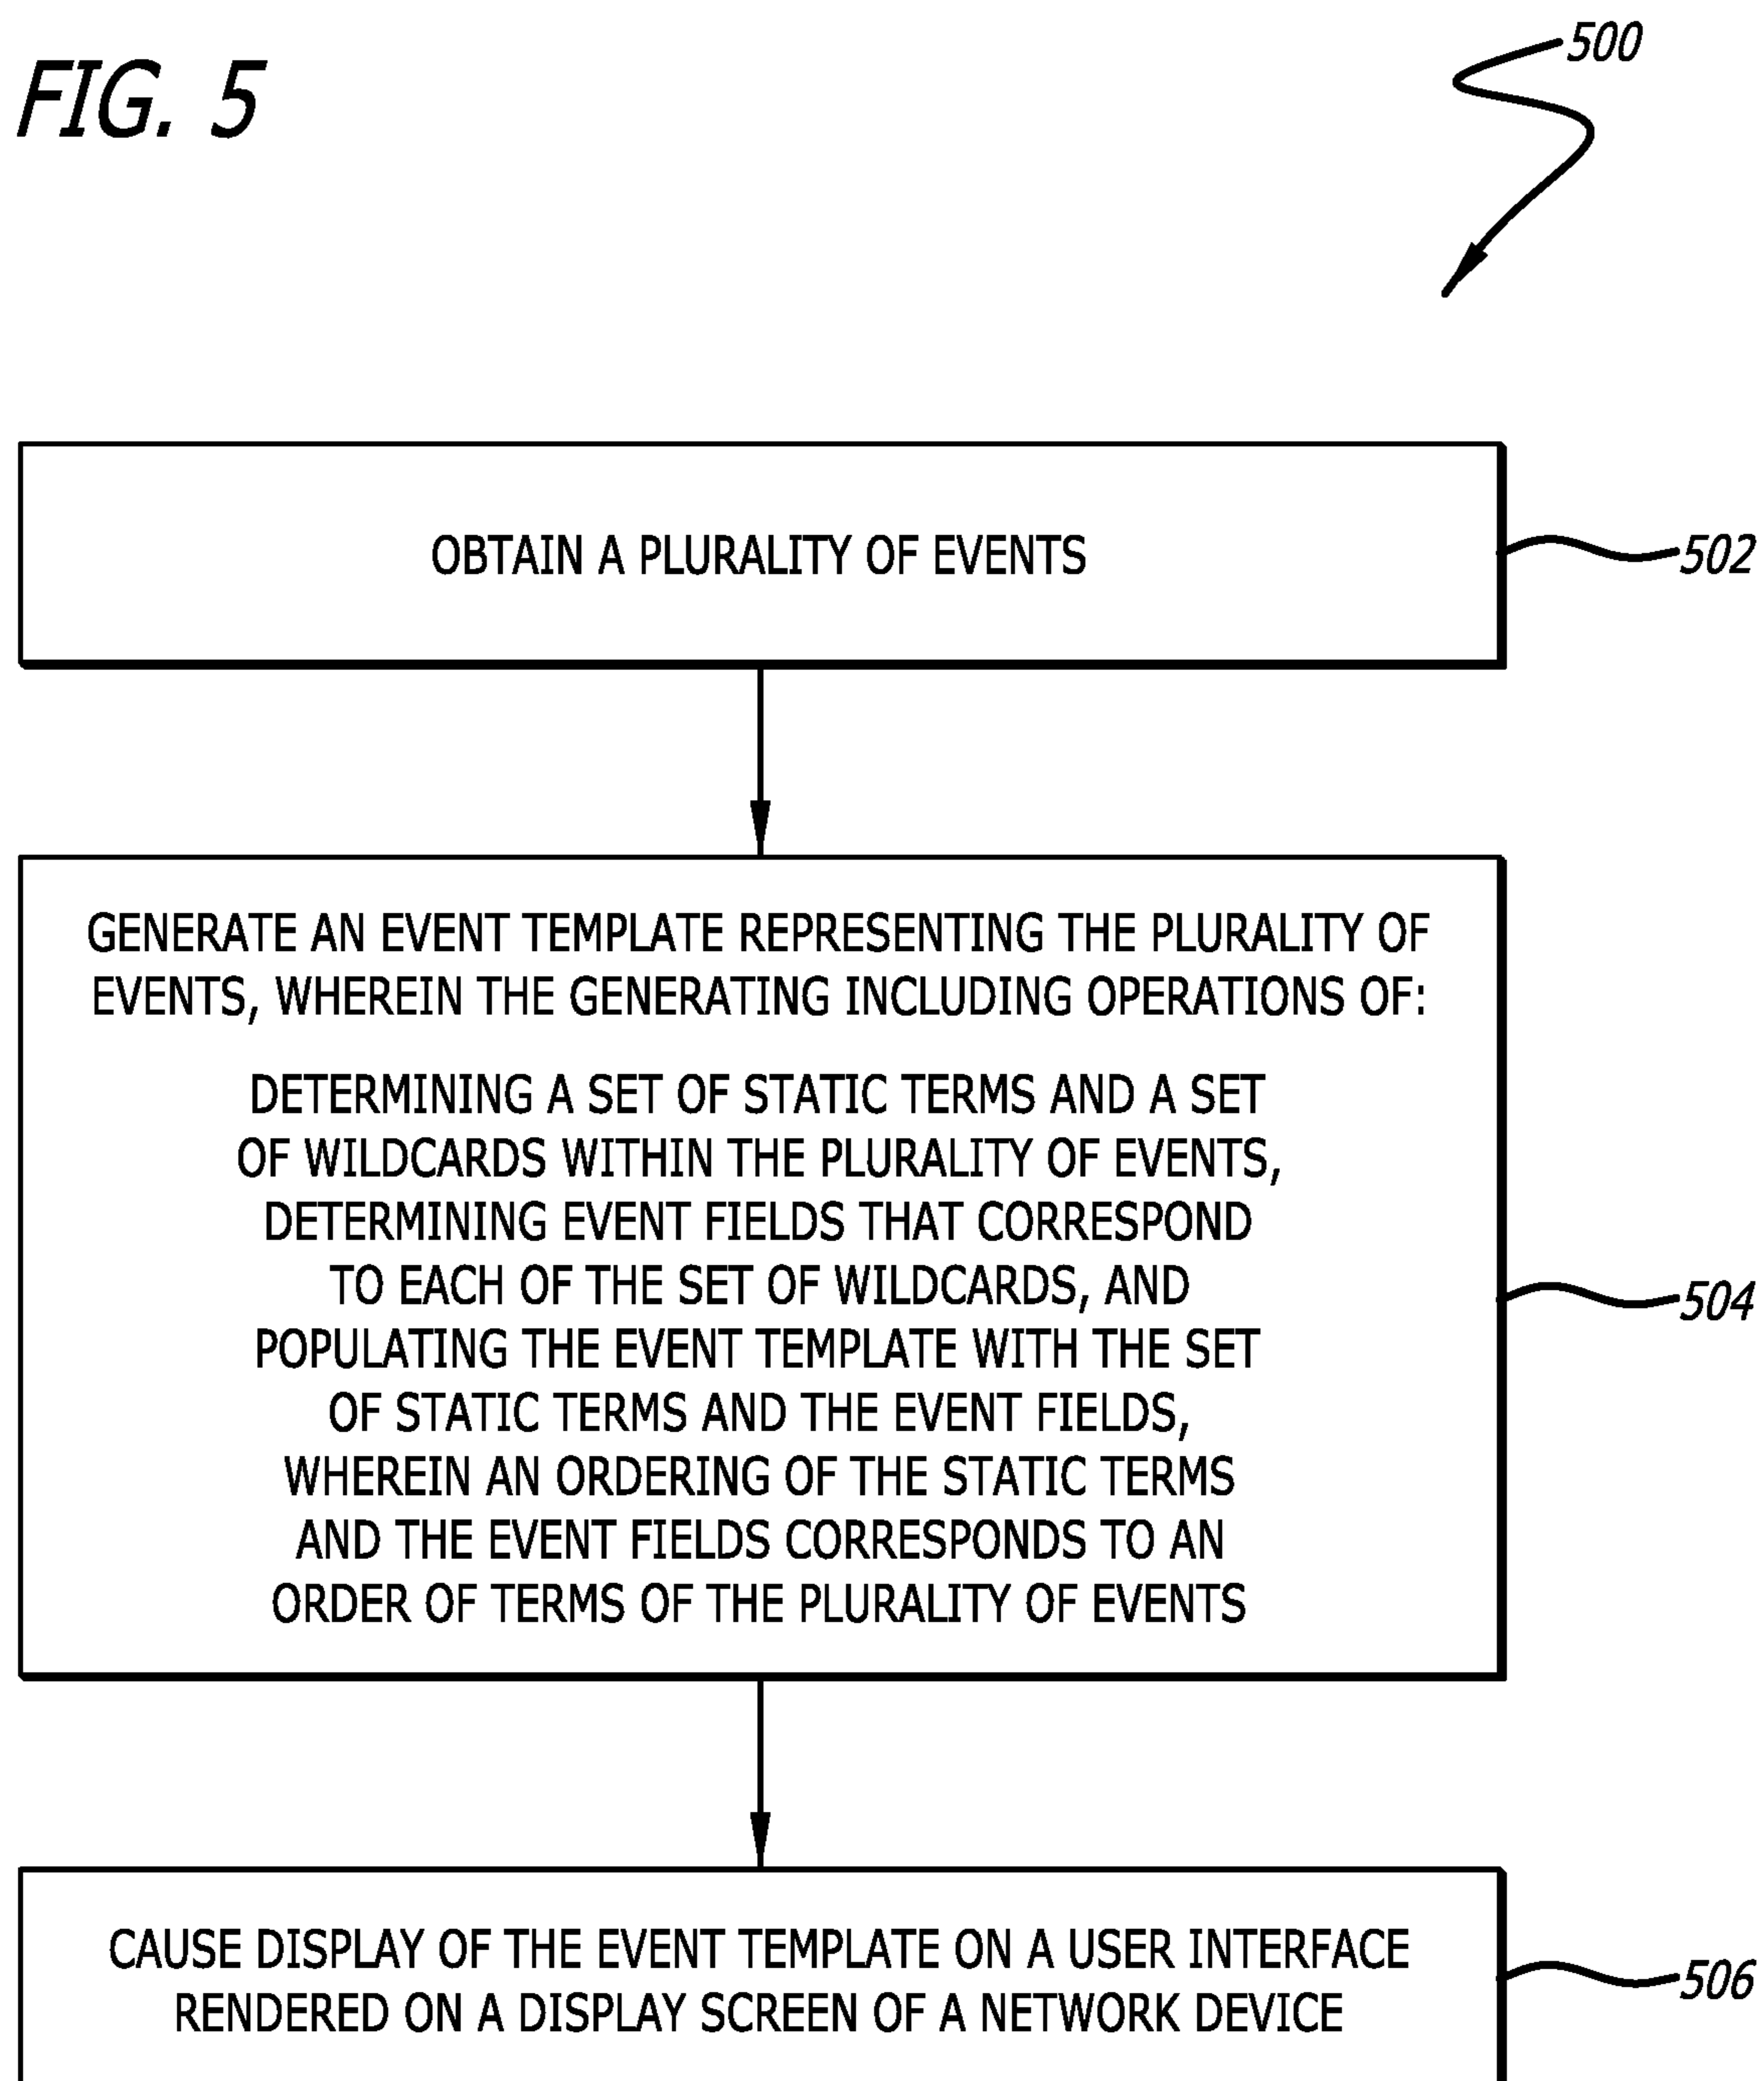 500
FIG. 5
OBTAIN A PLURALITY OF EVENTS
502
GENERATE AN EVENT TEMPLATE REPRESENTING THE PLURALITY OF
EVENTS, WHEREIN THE GENERATING INCLUDING OPERATIONS OF:
DETERMINING A SET OF STATIC TERMS AND A SET
OF WILDCARDS WITHIN THE PLURALITY OF EVENTS,
DETERMINING EVENT FIELDS THAT CORRESPOND
TO EACH OF THE SET OF WILDCARDS, AND
POPULATING THE EVENT TEMPLATE WITH THE SET
OF STATIC TERMS AND THE EVENT FIELDS,
WHEREIN AN ORDERING OF THE STATIC TERMS
AND THE EVENT FIELDS CORRESPONDS TO AN
ORDER OF TERMS OF THE PLURALITY OF EVENTS
504
CAUSE DISPLAY OF THE EVENT TEMPLATE ON A USER INTERFACE
RENDERED ON A DISPLAY SCREEN OF A NETWORK DEVICE
506